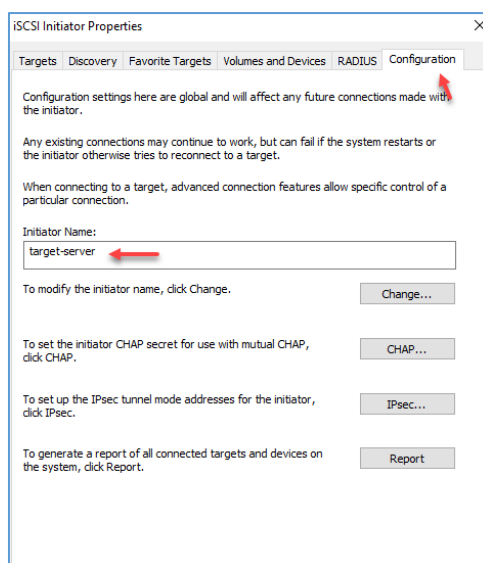 iSCSI Initiator Properties
Targets Discovery Favorite Targets Volumes and Devices RADIUS Configuration
Configuration settings here are global and will affect any future connections made with
the initiator.
Any existing connections may continue to work, but can fail if the system restarts or
the initiator otherwise tries to reconnect to a target.
When connecting to a target, advanced connection features allow specific control of a
particular connection.
Initiator Name:
target-server
To modify the initiator name, click Change.
Change...
To set the initiator CHAP secret for use with mutual CHAP,
click CHAP.
CHAP...
To set up the IPsec tunnel mode addresses for the initiator,
click IPsec.
IPsec...
To generate a report of all connected targets and devices on
the system, click Report.
Report